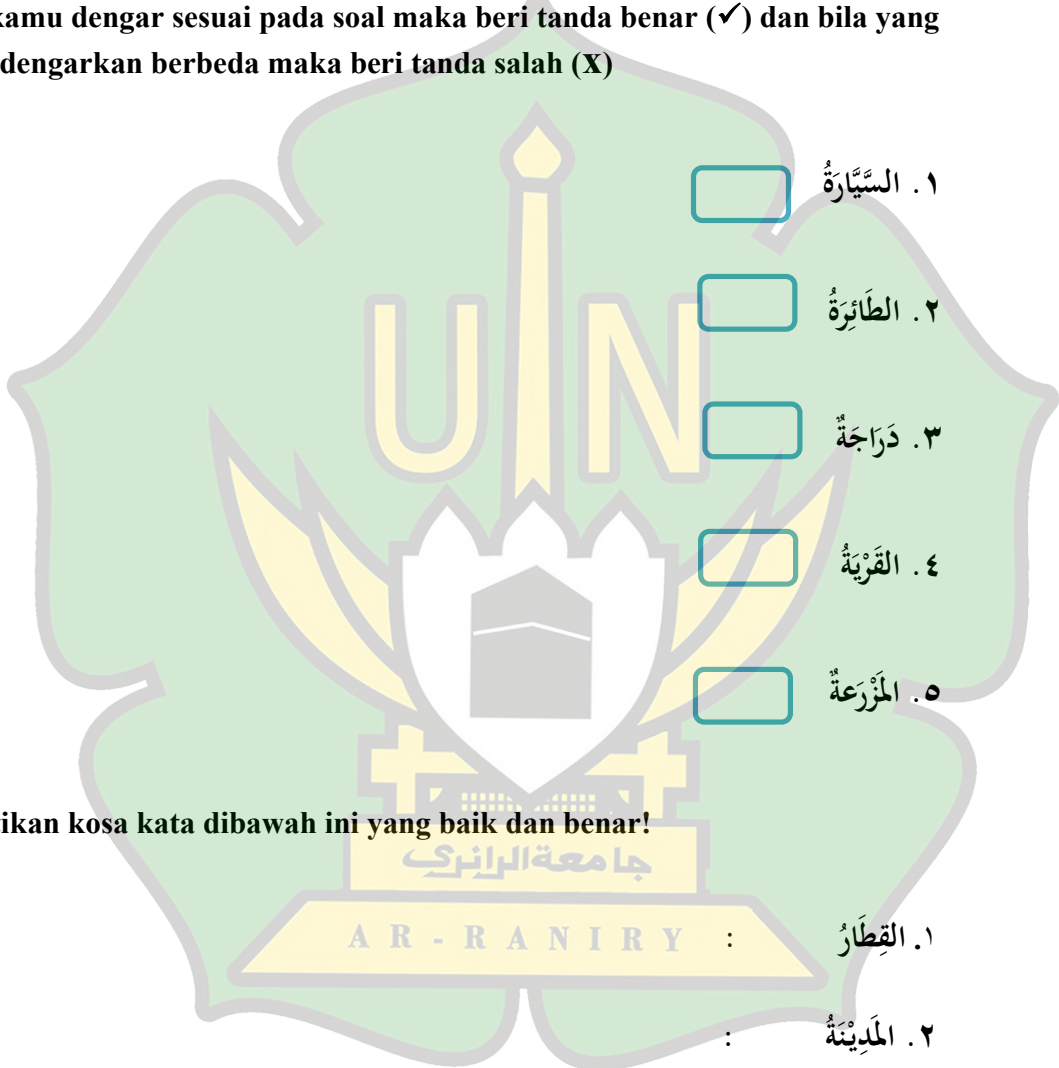 kamu dengar sesuai pada soal maka beri tanda benar (✓) dan bila yang
dengarkan berbeda maka beri tanda salah (X)
١. السَّيَّارَةُ
٢. الطَائِرَةُ
٣. دَرَاجَةٌ
٤. القَرْيَةُ
٥. المَزْرَعةٌ
tikan kosa kata dibawah ini yang baik dan benar!
١. القِطَارُ :
٢. المَدِيْنَةُ :
UIN
جامعةالرانري
AR-RANIRY